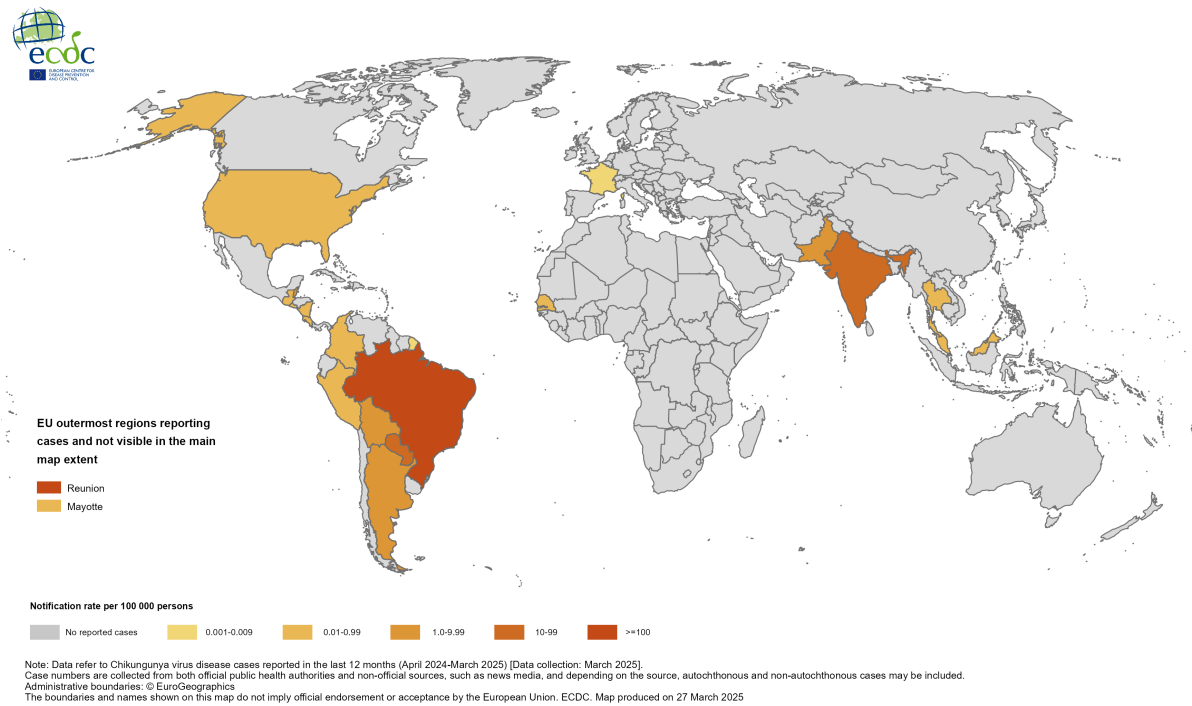 ecdc
EUROPEAN CENTRE FOR
DISEASE PREVENTION
AND CONTROL
EU outermost regions reporting
cases and not visible in the main
map extent
Reunion
Mayotte
Notification rate per 100 000 persons
No reported cases
0.001-0.009
0.01-0.99
1.0-9.99
10-99
>=100
Note: Data refer to Chikungunya virus disease cases reported in the last 12 months (April 2024-March 2025) [Data collection: March 2025].
Case numbers are collected from both official public health authorities and non-official sources, such as news media, and depending on the source, autochthonous and non-autochthonous cases may be included.
Administrative boundaries: © EuroGeographics
The boundaries and names shown on this map do not imply official endorsement or acceptance by the European Union. ECDC. Map produced on 27 March 2025